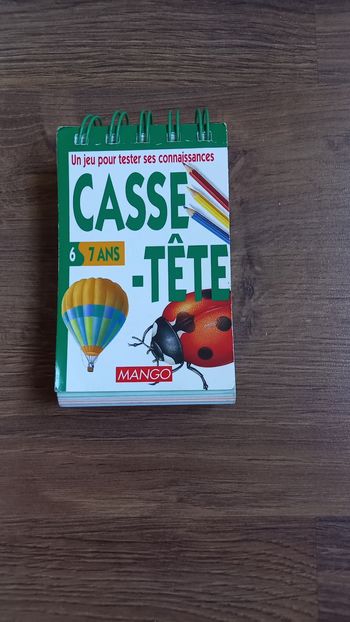 Un jeu pour tester ses connaissances
CASSE
6 7 ANS
-TÊTE
MANGO